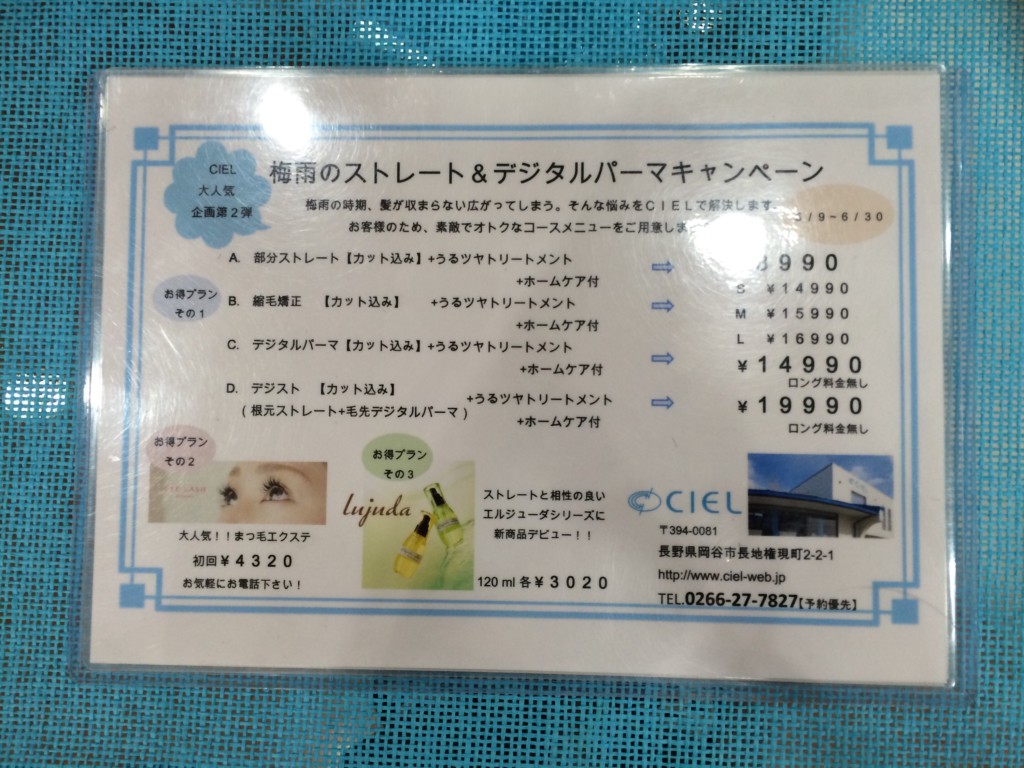 CIEL
大人気
企画第2弾
梅雨のストレート＆デジタルパーマキャンペーン
梅雨の時期、髪が収まらない広がってしまう。そんな悩みをＣＩＥＬで解決します
/9~6/30
お客様のため、素敵でオトクなコースメニューをご用意しま
お得プラン
その1
A. 部分ストレート【カット込み】+うるツヤトリートメント
+ホームケア付
⇨
8990
B. 縮毛矯正 【カット込み】 +うるツヤトリートメント
+ホームケア付
⇨
S ￥14990
M ￥15990
L ￥16990
C. デジタルパーマ【カット込み】+うるツヤトリートメント
+ホームケア付
⇨
￥14990
ロング料金無し
D. デジスト 【カット込み】
(根元ストレート+毛先デジタルパーマ)
+うるツヤトリートメント
+ホームケア付
⇨
￥19990
ロング料金無し
お得プラン
その2
大人気！！まつ毛エクステ
初回￥4320
お気軽にお電話下さい！
お得プラン
その3
Lujuda
ストレートと相性の良い
エルジューダシリーズに
新商品デビュー！！
120 ml 各￥3020
CIEL
〒394-0081
長野県岡谷市長地権現町2-2-1
http://www.ciel-web.jp
TEL.0266-27-7827【予約優先】